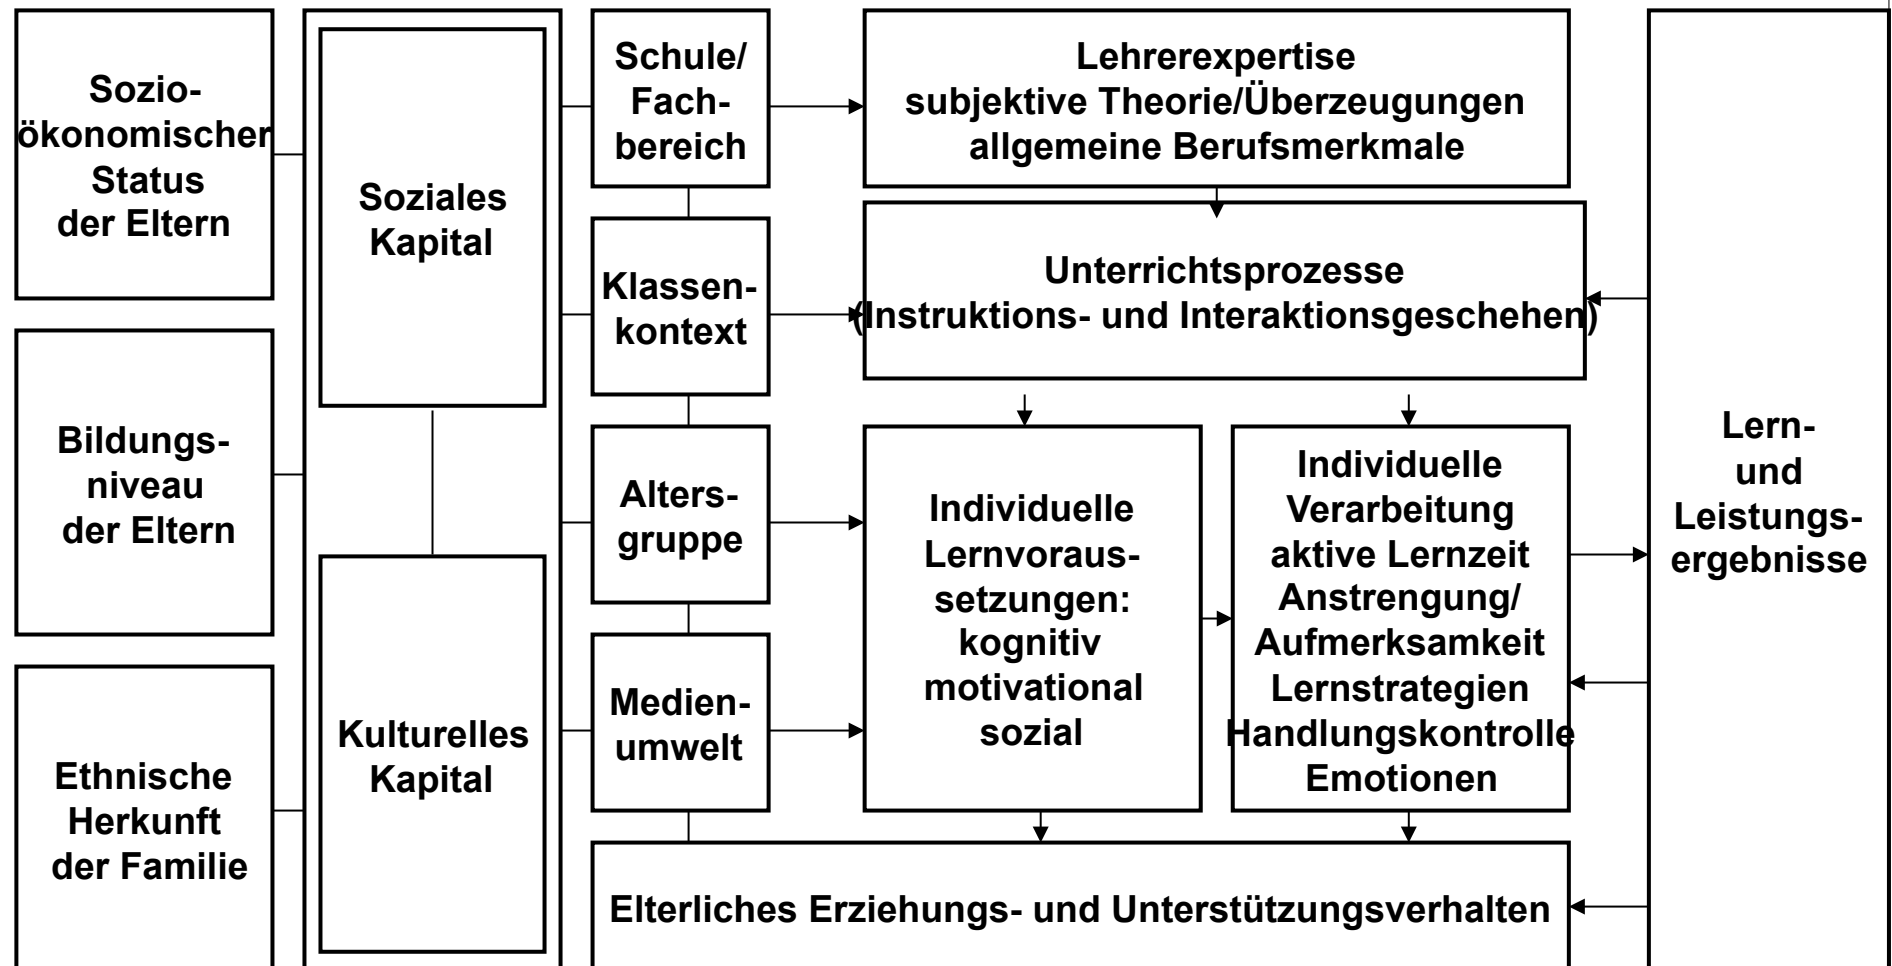 Sozio-
ökonomischer
Status
der Eltern
Bildungs-
niveau
der Eltern
Ethnische
Herkunft
der Familie
Soziales
Kapital
Kulturelles
Kapital
Schule/
Fach-
bereich
Klassen-
kontext
Alters-
gruppe
Medien-
umwelt
Lehrerexpertise
subjektive Theorie/Überzeugungen
allgemeine Berufsmerkmale
Unterrichtsprozesse
(Instruktions- und Interaktionsgeschehen)
Individuelle
Lernvoraus-
setzungen:
kognitiv
motivational
sozial
Individuelle
Verarbeitung
aktive Lernzeit
Anstrengung/
Aufmerksamkeit
Lernstrategien
Handlungskontrolle
Emotionen
Elterliches Erziehungs- und Unterstützungsverhalten
Lern-
und
Leistungs-
ergebnisse